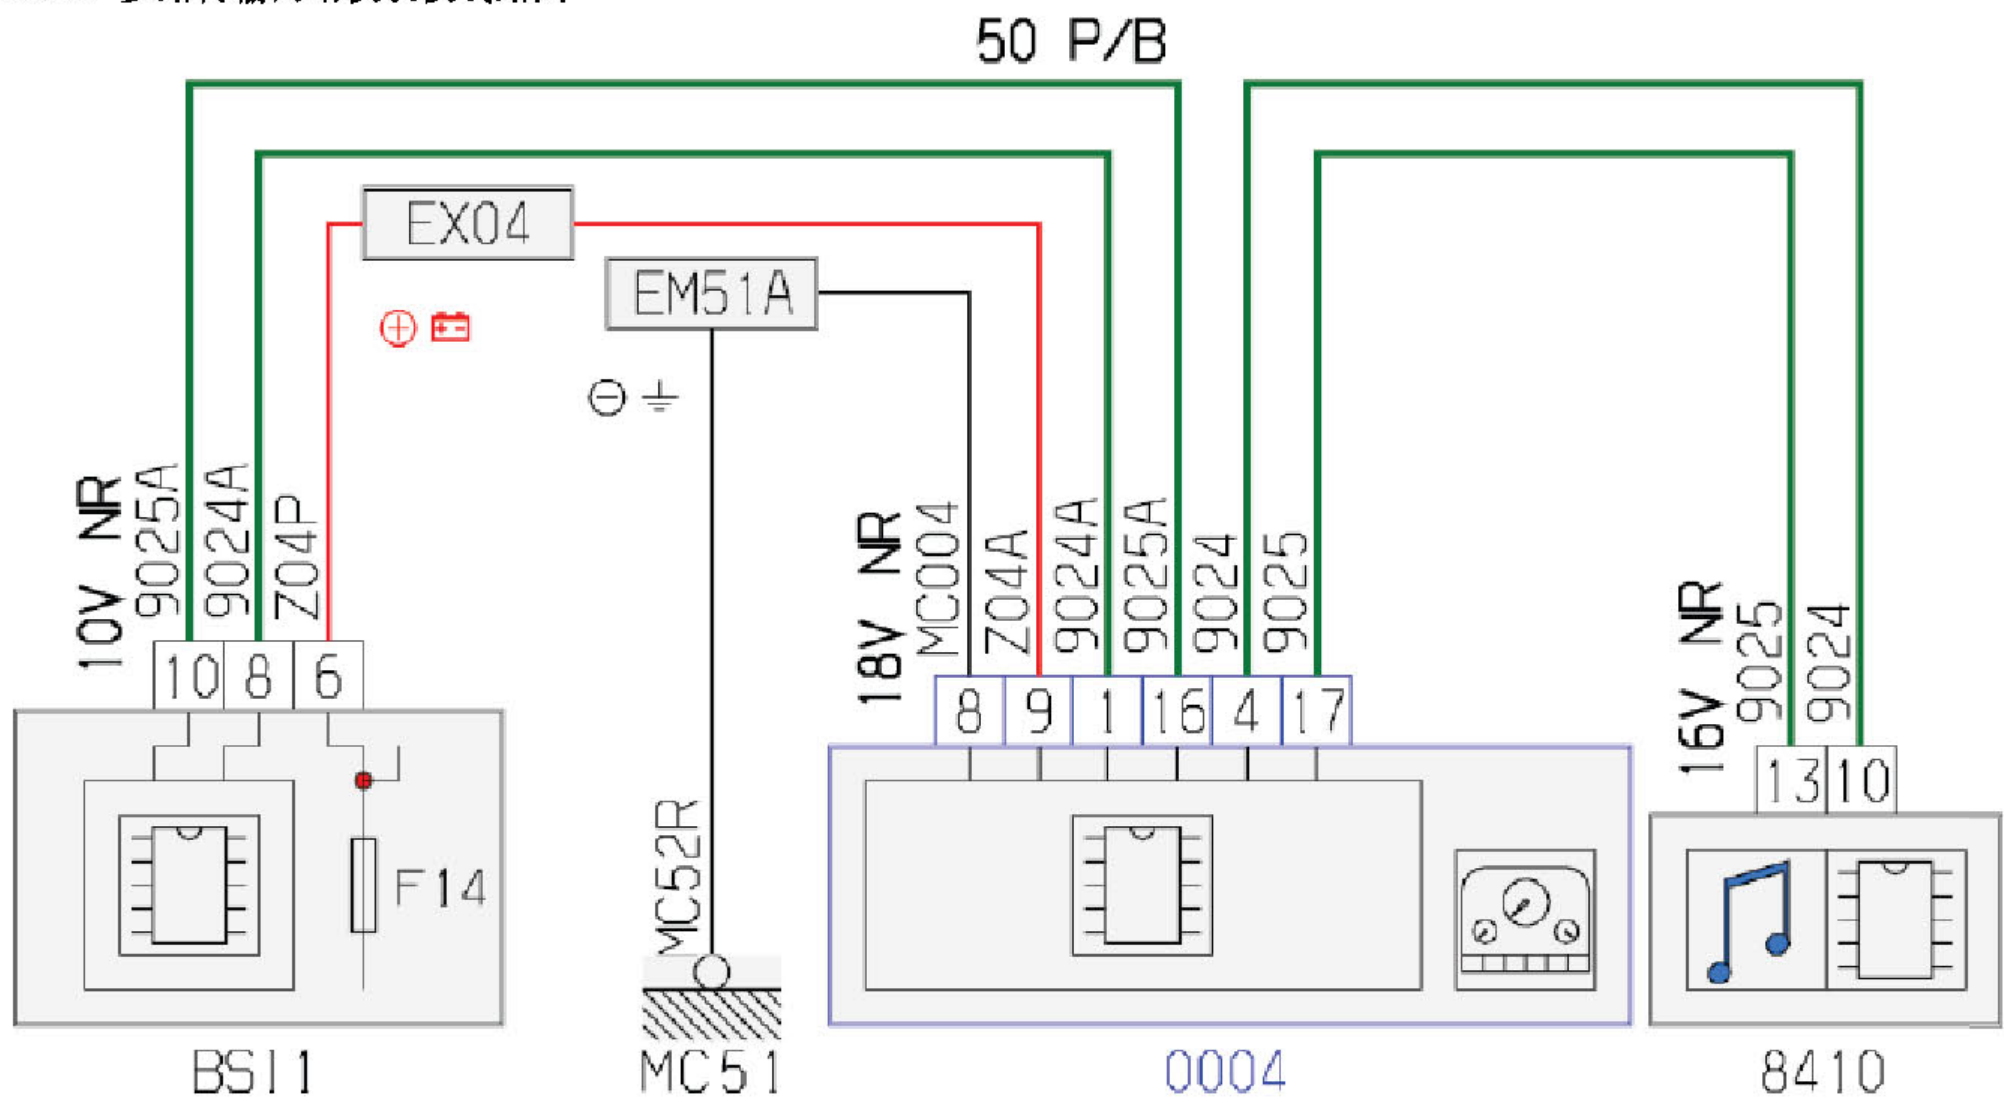 50 P/B
EX04
EM51A
10V NR
9025A
9024A
Z04P
18V NR
MC004
Z04A
9024A
9025A
9024
9025
16V NR
9025
9024
10 8 6
8 9 1 16 4 17
13 10
MC52R
F14
BSI1
MC51
0004
8410